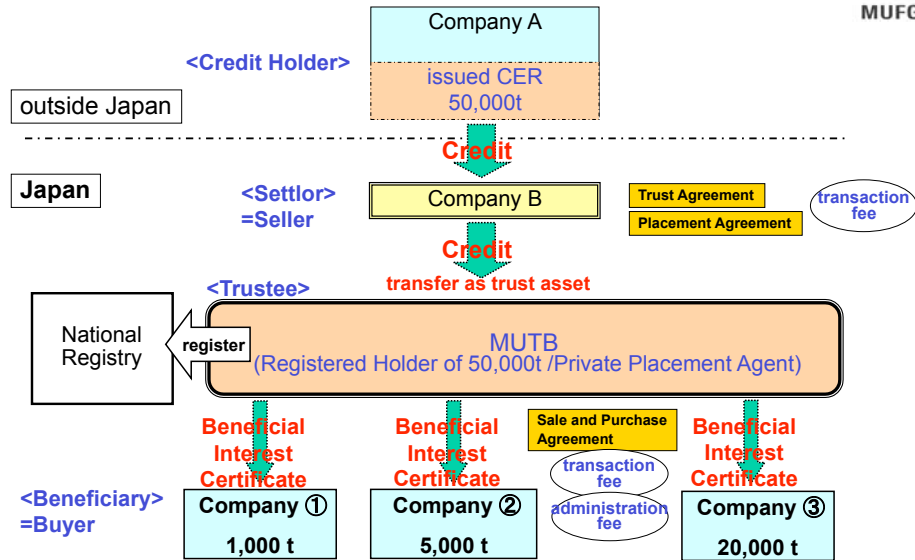 MUFG
Company A
<Credit Holder>
issued CER
50,000t
outside Japan
Credit
Japan
<Settlor>
=Seller
Company B
Trust Agreement
Placement Agreement
transaction
fee
Credit
transfer as trust asset
<Trustee>
National
Registry
register
MUTB
(Registered Holder of 50,000t /Private Placement Agent)
Beneficial
Interest
Certificate
Beneficial
Interest
Certificate
Sale and Purchase
Agreement
transaction
fee
administration
fee
Beneficial
Interest
Certificate
<Beneficiary>
=Buyer
Company ①
1,000 t
Company ②
5,000 t
Company ③
20,000 t